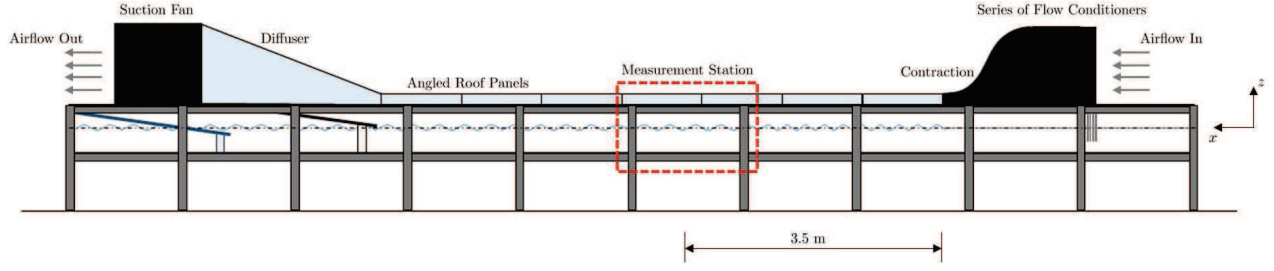 Suction Fan
Series of Flow Conditioners
Airflow Out
Diffuser
Airflow In
Angled Roof Panels
Measurement Station
Contraction
z
x
3.5 m